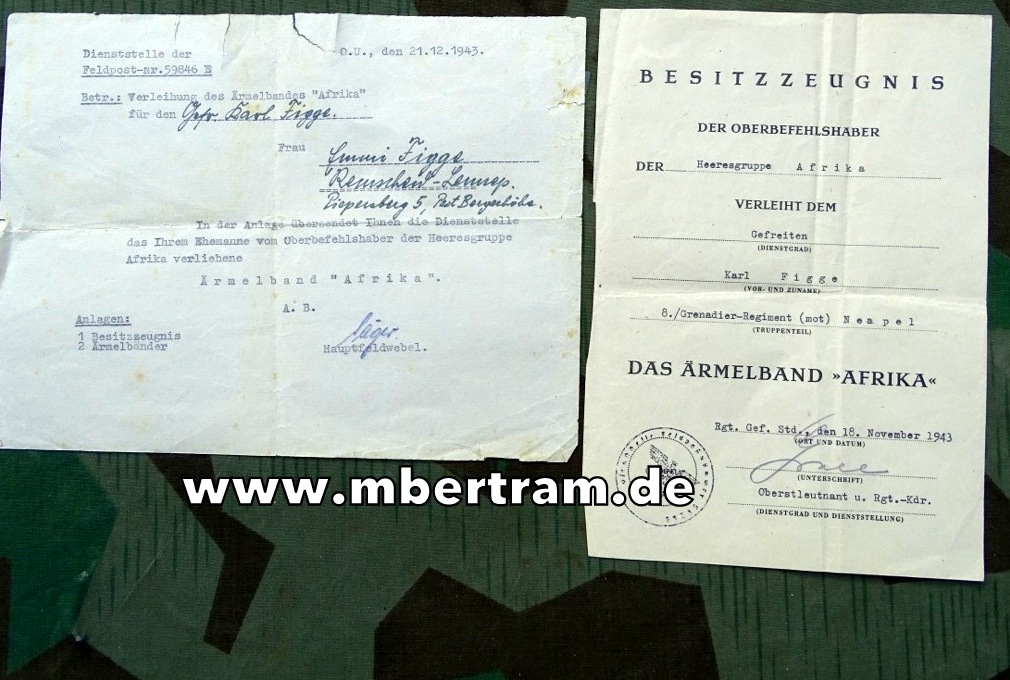 Dienststelle der
Feldpost-Nr.59846 E
O.U., den 21.12.1943.
Betr.: Verleihung des Ärmelbandes "Afrika"
für den Gefr. Karl Figge.
Frau Emmi Figge
Remscheid-Lennep.
Piepersberg 5, Post Bergerhöhe.
In der Anlage übersendet Ihnen die Dienststelle
das Ihrem Ehemanne vom Oberbefehlshaber der Heeresgruppe
Afrika verliehene
Ärmelband "Afrika".
A. B.
Jäger.
Hauptfeldwebel.
Anlagen:
1 Besitzzeugnis
2 Ärmelbänder
BESITZZEUGNIS
DER OBERBEFEHLSHABER
DER Heeresgruppe Afrika
VERLEIHT DEM
Gefreiten
(DIENSTGRAD)
Karl Figge
(VOR- UND ZUNAME)
8./Grenadier-Regiment (mot) Neapel
(TRUPPENTEIL)
DAS ÄRMELBAND »AFRIKA«
Rgt. Gef. Std., den 18. November 1943
(ORT UND DATUM)
(UNTERSCHRIFT)
Oberstleutnant u. Rgt.-Kdr.
(DIENSTGRAD UND DIENSTSTELLUNG)
www.mbertram.de